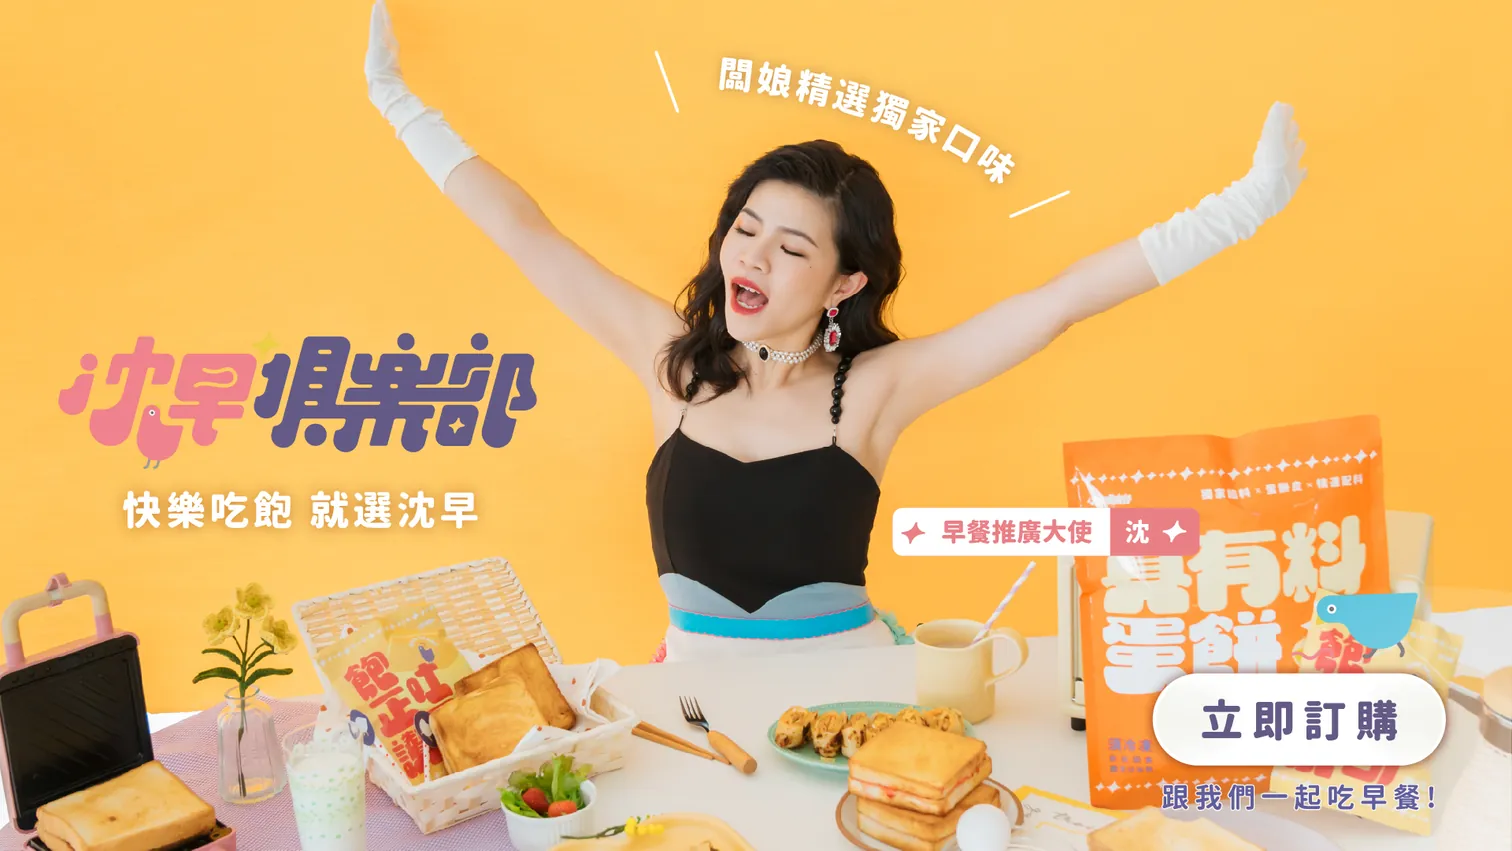 闆娘精選獨家口味
沈早俱樂部
快樂吃飽 就選沈早
早餐推廣大使 沈
真有料
蛋餅
立即訂購
跟我們一起吃早餐!